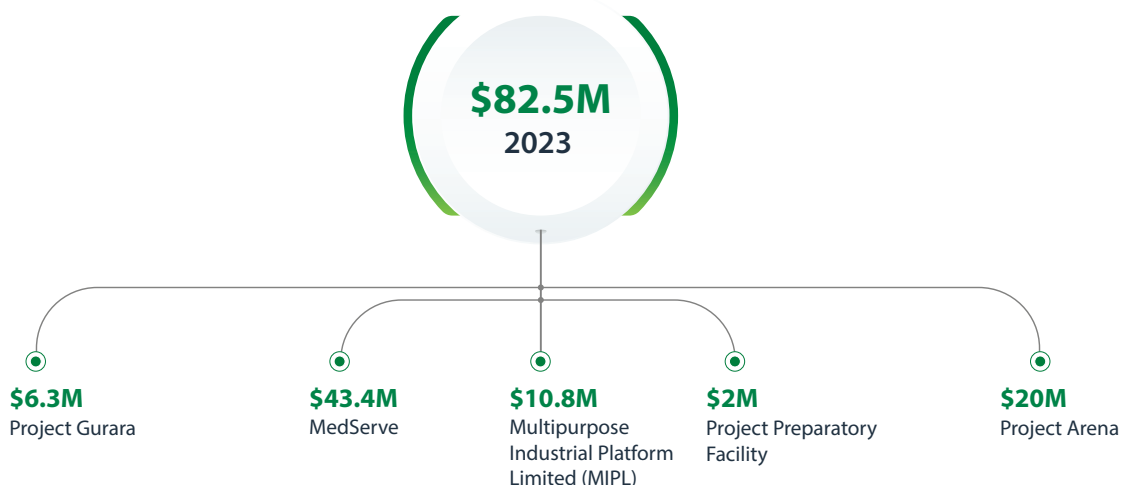 $82.5M
2023
$6.3M
Project Gurara
$43.4M
MedServe
$10.8M
Multipurpose
Industrial Platform
Limited (MIPL)
$2M
Project Preparatory
Facility
$20M
Project Arena